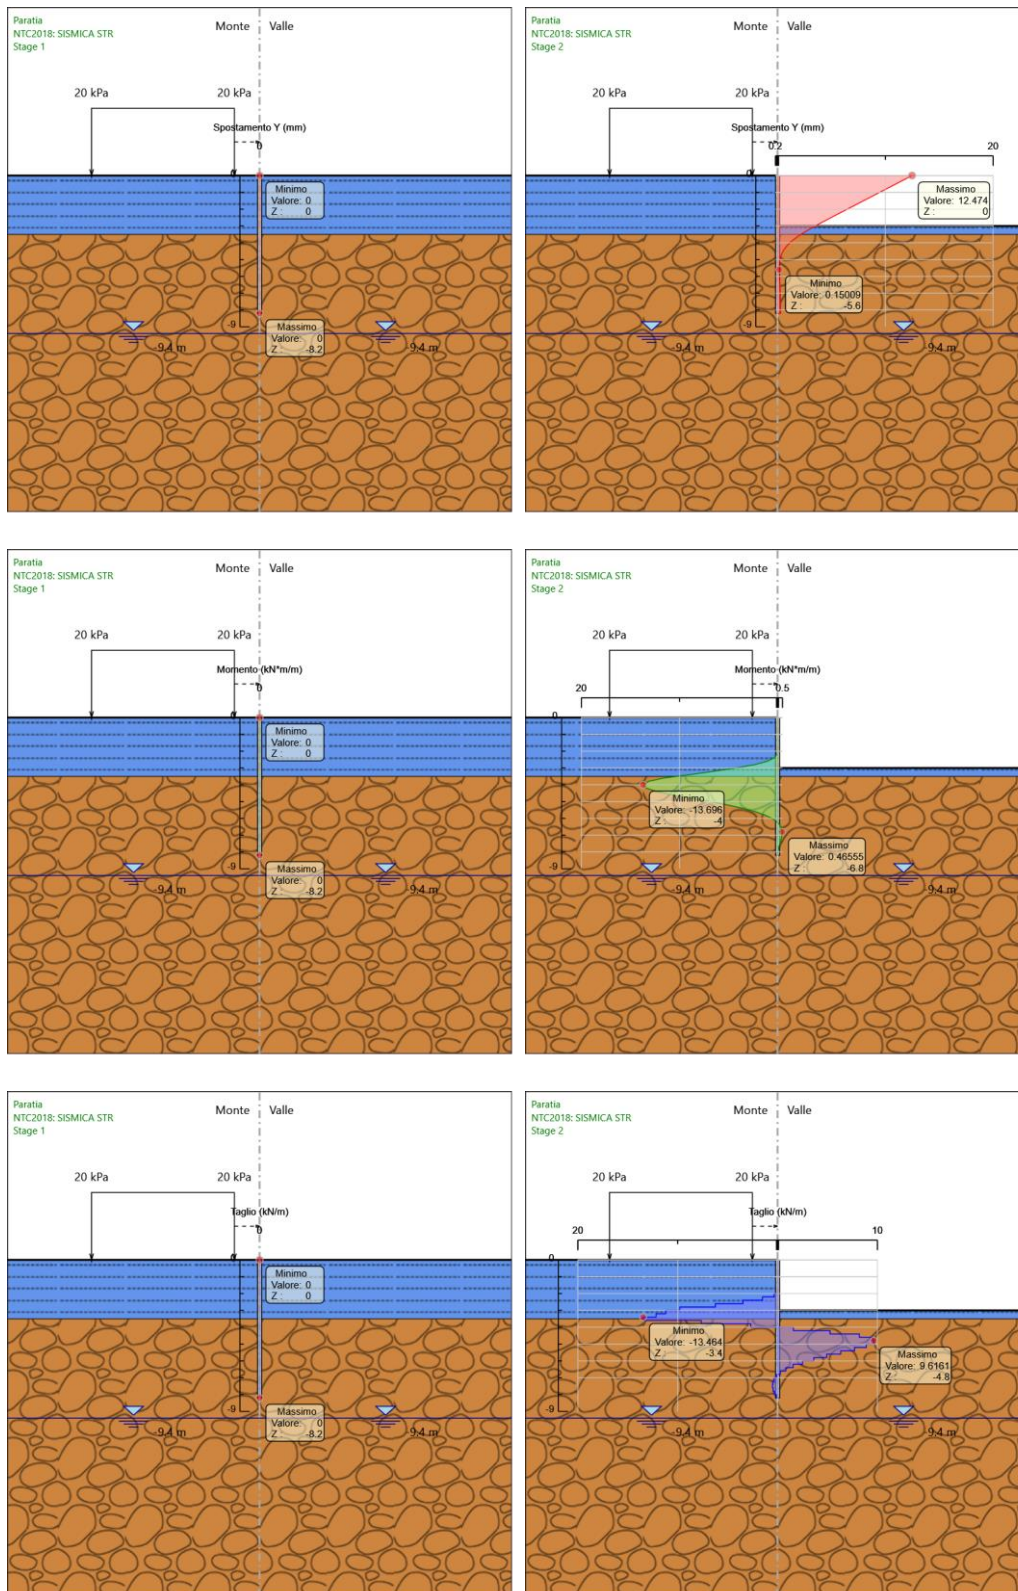 Paratia
NTC2018: SISMICA STR
Stage 1
Monte Valle
20 kPa 20 kPa
Spostamento Y (mm)
0
0
Minimo
Valore: 0
Z : 0
-9
Massimo
Valore: 0
Z : -8.2
-9.4 m -9.4 m
Paratia
NTC2018: SISMICA STR
Stage 2
Monte Valle
20 kPa 20 kPa
Spostamento Y (mm)
0.2 20
0
Massimo
Valore: 12.474
Z : 0
Minimo
Valore: 0.15009
Z : -5.6
-9
-9.4 m -9.4 m
Paratia
NTC2018: SISMICA STR
Stage 1
Monte Valle
20 kPa 20 kPa
Momento (kN*m/m)
0
0
Minimo
Valore: 0
Z : 0
-9
Massimo
Valore: 0
Z : -8.2
-9.4 m -9.4 m
Paratia
NTC2018: SISMICA STR
Stage 2
Monte Valle
20 kPa 20 kPa
Momento (kN*m/m)
20 0.5
0
Minimo
Valore: -13.696
Z : -4
Massimo
Valore: 0.46555
Z : -6.8
-9
-9.4 m -9.4 m
Paratia
NTC2018: SISMICA STR
Stage 1
Monte Valle
20 kPa 20 kPa
Taglio (kN/m)
0
0
Minimo
Valore: 0
Z : 0
-9
Massimo
Valore: 0
Z : -8.2
-9.4 m -9.4 m
Paratia
NTC2018: SISMICA STR
Stage 2
Monte Valle
20 kPa 20 kPa
Taglio (kN/m)
20 10
0
Minimo
Valore: -13.464
Z : -3.4
Massimo
Valore: 9.6161
Z : -4.8
-9
-9.4 m -9.4 m